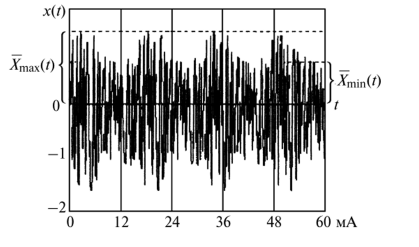 x(t)
X̅max(t)
X̅min(t)
0
t
−1
−2
0 12 24 36 48 60 мА